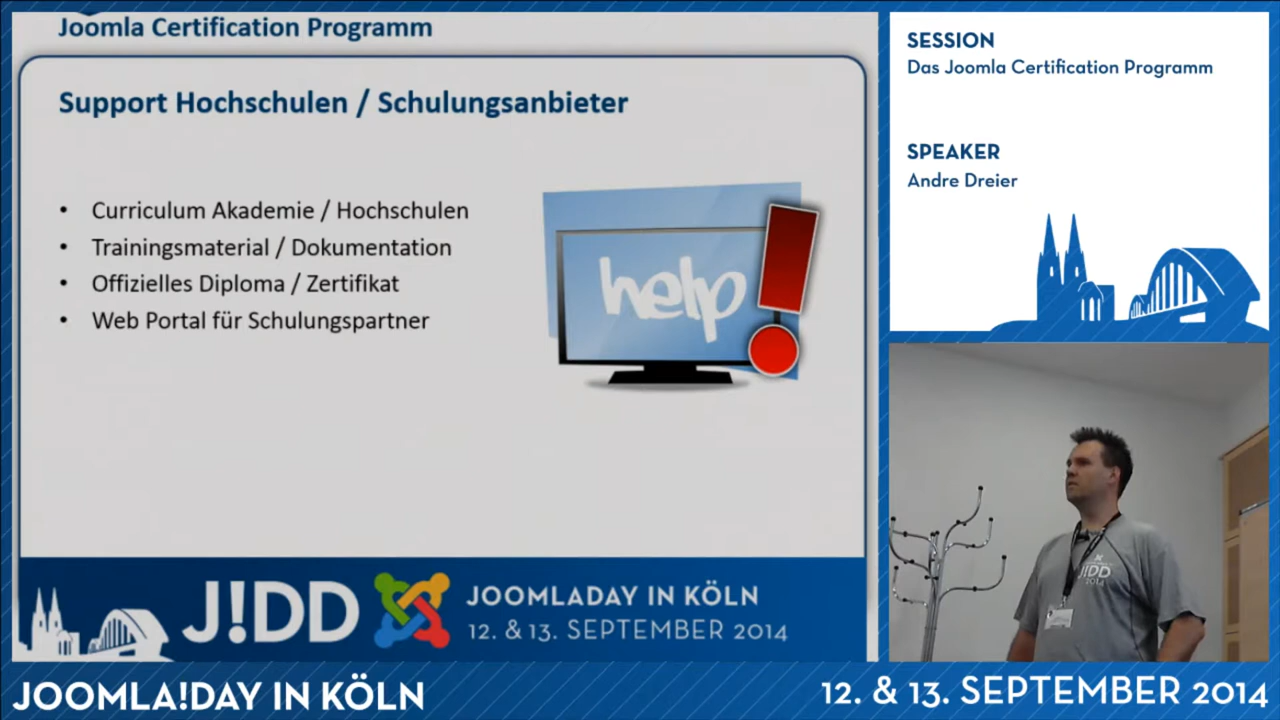 Joomla Certification Programm
Support Hochschulen / Schulungsanbieter
• Curriculum Akademie / Hochschulen
• Trainingsmaterial / Dokumentation
• Offizielles Diploma / Zertifikat
• Web Portal für Schulungspartner
help
!
J!DD
JOOMLADAY IN KÖLN
12. & 13. SEPTEMBER 2014
SESSION
Das Joomla Certification Programm
SPEAKER
Andre Dreier
J!DD
2014
JOOMLA!DAY IN KÖLN
12. & 13. SEPTEMBER 2014